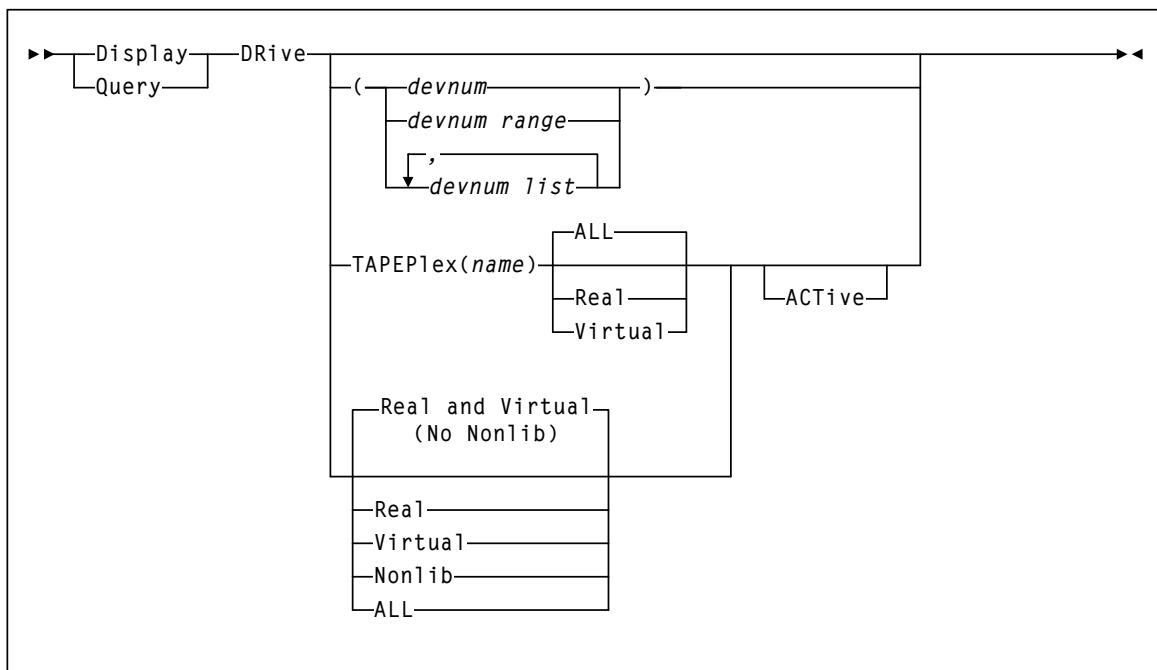 Display DRive
Query
( devnum )
devnum range
,
devnum list
ALL
TAPEPlex(name)
Real ACTive
Virtual
Real and Virtual
(No Nonlib)
Real
Virtual
Nonlib
ALL